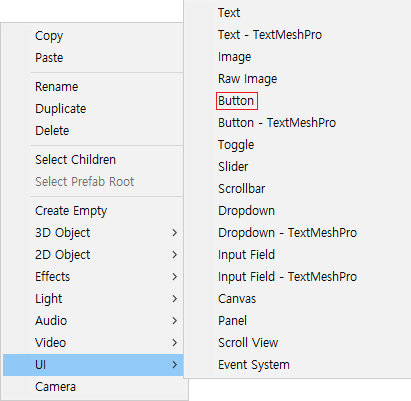 Copy
Paste
Rename
Duplicate
Delete
Select Children
Select Prefab Root
Create Empty
3D Object
2D Object
Effects
Light
Audio
Video
UI
Camera
Text
Text - TextMeshPro
Image
Raw Image
Button
Button - TextMeshPro
Toggle
Slider
Scrollbar
Dropdown
Dropdown - TextMeshPro
Input Field
Input Field - TextMeshPro
Canvas
Panel
Scroll View
Event System